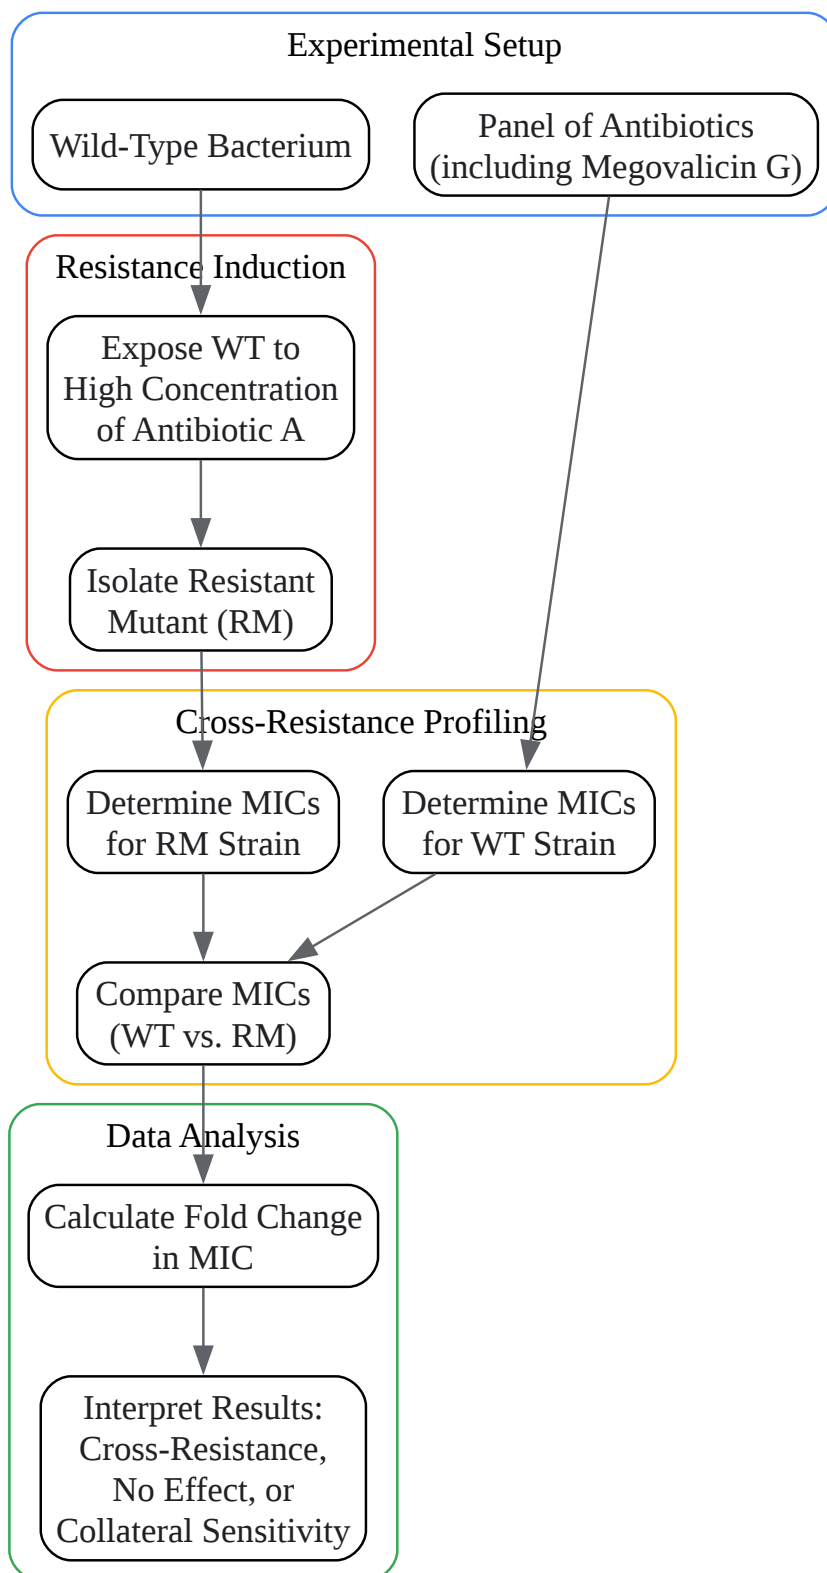 Experimental Setup
Wild-Type Bacterium
Panel of Antibiotics
(including Megovalicin G)
Resistance Induction
Expose WT to
High Concentration
of Antibiotic A
Isolate Resistant
Mutant (RM)
Cross-Resistance Profiling
Determine MICs
for RM Strain
Determine MICs
for WT Strain
Compare MICs
(WT vs. RM)
Data Analysis
Calculate Fold Change
in MIC
Interpret Results:
Cross-Resistance,
No Effect, or
Collateral Sensitivity